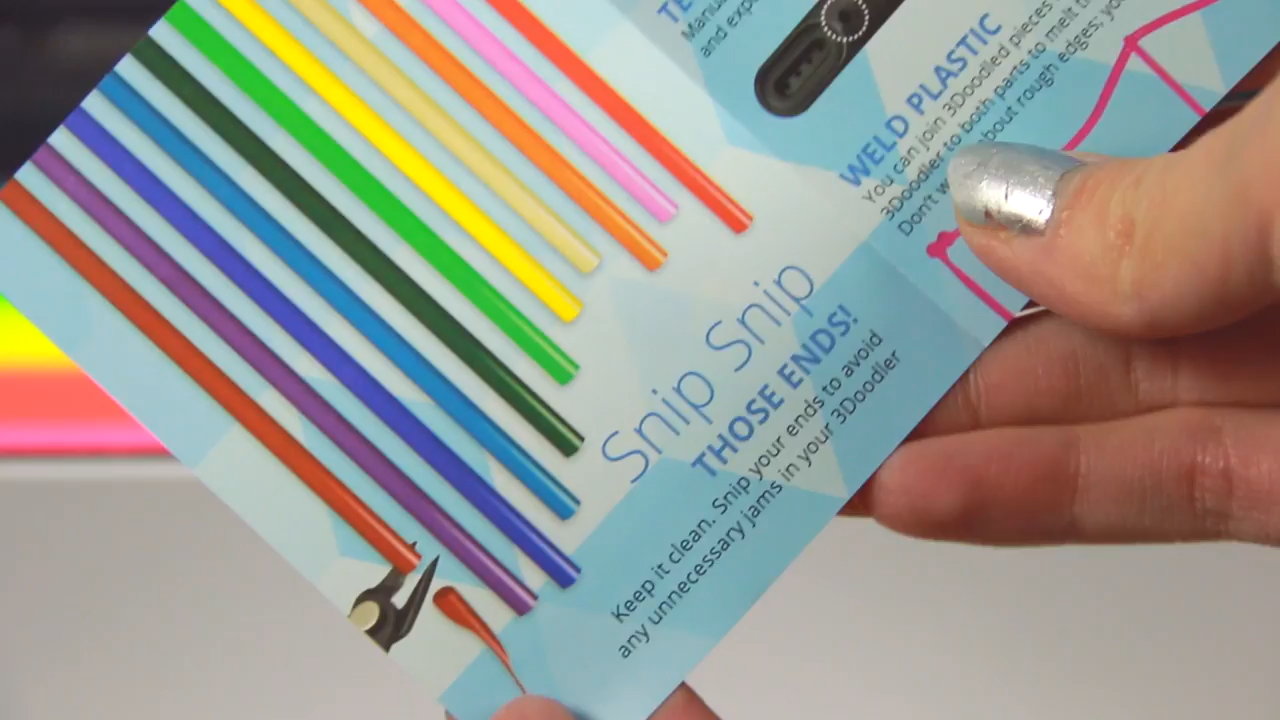 TE
Manu
and exp
WELD PLASTIC
You can join 3Doodled pieces
3Doodler to both parts to melt
Don't w bout rough edges; yo
Snip Snip
THOSE ENDS!
Keep it clean. Snip your ends to avoid
any unnecessary jams in your 3Doodler